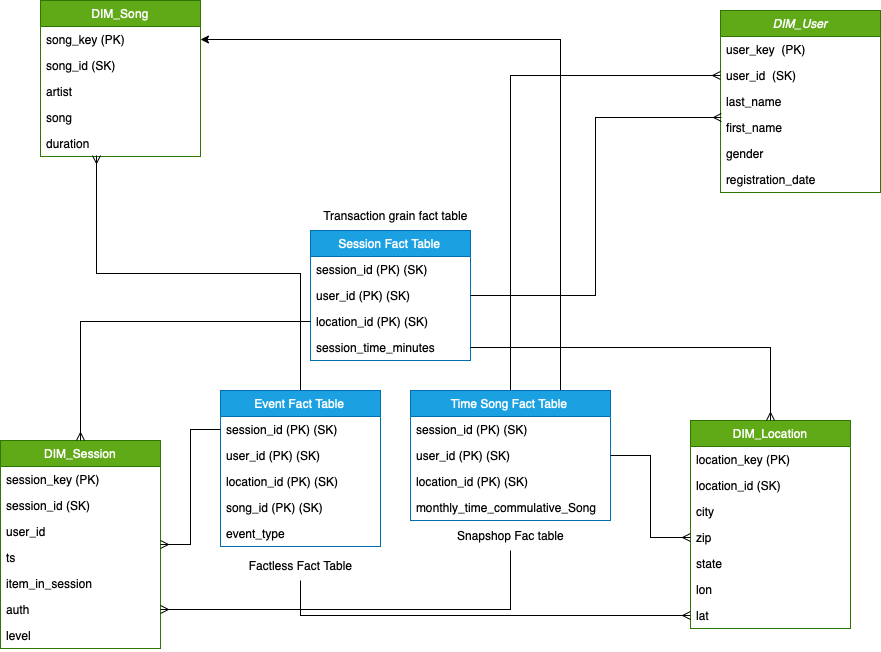 DIM_Song
song_key (PK)
song_id (SK)
artist
song
duration
DIM_User
user_key  (PK)
user_id  (SK)
last_name
first_name
gender
registration_date
Transaction grain fact table
Session Fact Table
session_id (PK) (SK)
user_id (PK) (SK)
location_id (PK) (SK)
session_time_minutes
Event Fact Table
session_id (PK) (SK)
user_id (PK) (SK)
location_id (PK) (SK)
song_id (PK) (SK)
event_type
Factless Fact Table
Time Song Fact Table
session_id (PK) (SK)
user_id (PK) (SK)
location_id (PK) (SK)
monthly_time_commulative_Song
Snapshop Fac table
DIM_Session
session_key (PK)
session_id (SK)
user_id
ts
item_in_session
auth
level
DIM_Location
location_key (PK)
location_id (SK)
city
zip
state
lon
lat